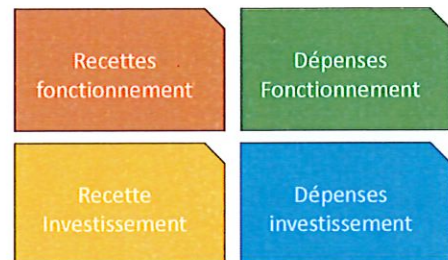 Recettes
fonctionnement
Dépenses
Fonctionnement
Recette
Investissement
Dépenses
investissement